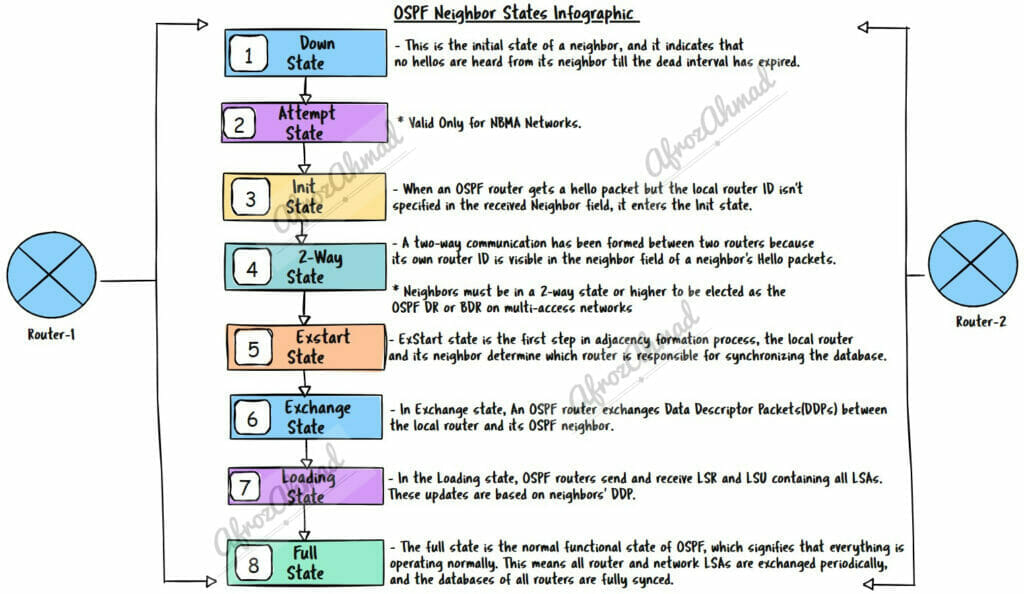 OSPF Neighbor States Infographic
1
Down
State
- This is the initial state of a neighbor, and it indicates that
no hellos are heard from its neighbor till the dead interval has expired.
2
Attempt
State
* Valid Only for NBMA Networks.
AfrozAhmad
AfrozAhmad
3
Init
State
- When an OSPF router gets a hello packet but the local router ID isn't
specified in the received Neighbor field, it enters the Init state.
4
2-Way
State
- A two-way communication has been formed between two routers because
its own router ID is visible in the neighbor field of a neighbor's Hello packets.
* Neighbors must be in a 2-way state or higher to be elected as the
OSPF DR or BDR on multi-access networks
Router-1
Router-2
5
Exstart
State
- ExStart state is the first step in adjacency formation process, the local router
and its neighbor determine which router is responsible for synchronizing the database.
AfrozAhmad
6
Exchange
State
- In Exchange state, An OSPF router exchanges Data Descriptor Packets(DDPs) between
the local router and its OSPF neighbor.
7
Loading
State
- In the Loading state, OSPF routers send and receive LSR and LSU containing all LSAs.
These updates are based on neighbors' DDP.
AfrozAhmad
8
Full
State
- The full state is the normal functional state of OSPF, which signifies that everything is
operating normally. This means all router and network LSAs are exchanged periodically,
and the databases of all routers are fully synced.